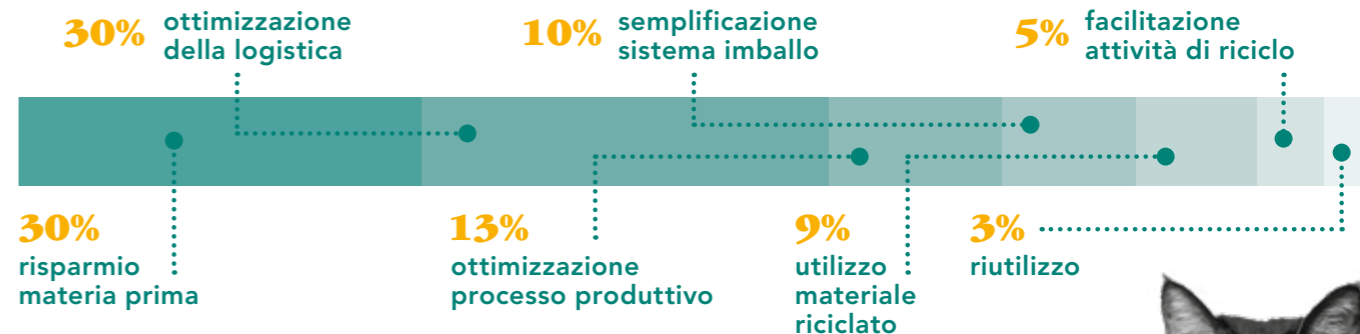 30% ottimizzazione
della logistica
10% semplificazione
sistema imballo
5% facilitazione
attività di riciclo
30%
risparmio
materia prima
13%
ottimizzazione
processo produttivo
9%
utilizzo
materiale
riciclato
3%
riutilizzo